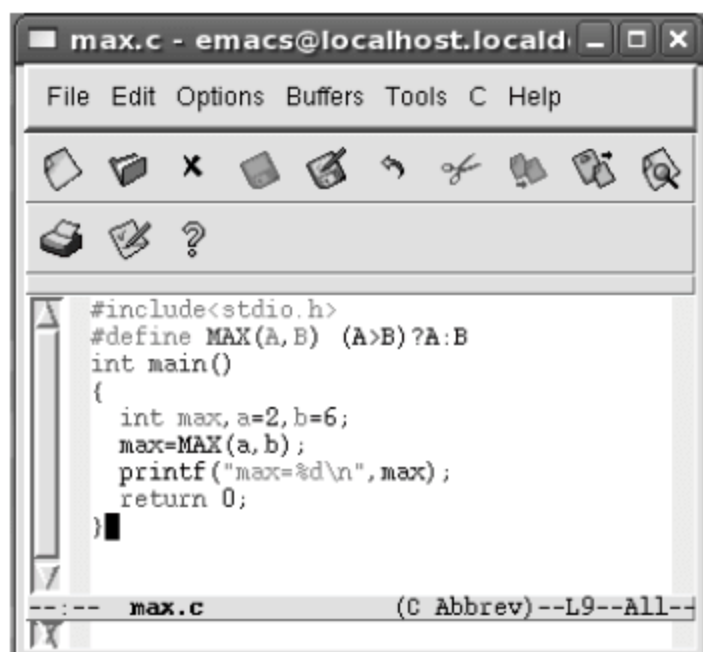 max.c - emacs@localhost.locald
File Edit Options Buffers Tools C Help
#include<stdio.h>
#define MAX(A,B) (A>B)?A:B
int main()
{
  int max,a=2,b=6;
  max=MAX(a,b);
  printf("max=%d\n",max);
  return 0;
}
--:-- max.c (C Abbrev)--L9--All--